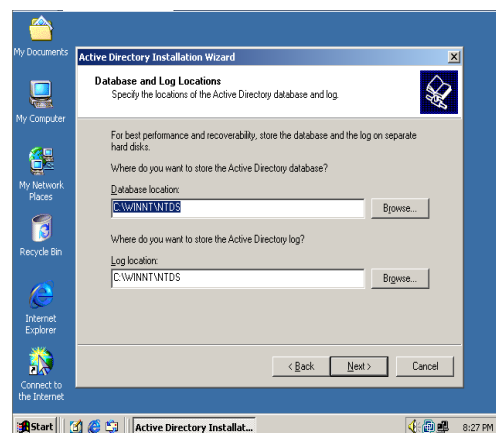 My Documents
My Computer
My Network
Places
Recycle Bin
Internet
Explorer
Connect to
the Internet
Active Directory Installation Wizard
Database and Log Locations
Specify the locations of the Active Directory database and log.
For best performance and recoverability, store the database and the log on separate
hard disks.
Where do you want to store the Active Directory database?
Database location:
C:\WINNT\NTDS
Browse...
Where do you want to store the Active Directory log?
Log location:
C:\WINNT\NTDS
Browse...
< Back
Next >
Cancel
Start
Active Directory Installat...
8:27 PM